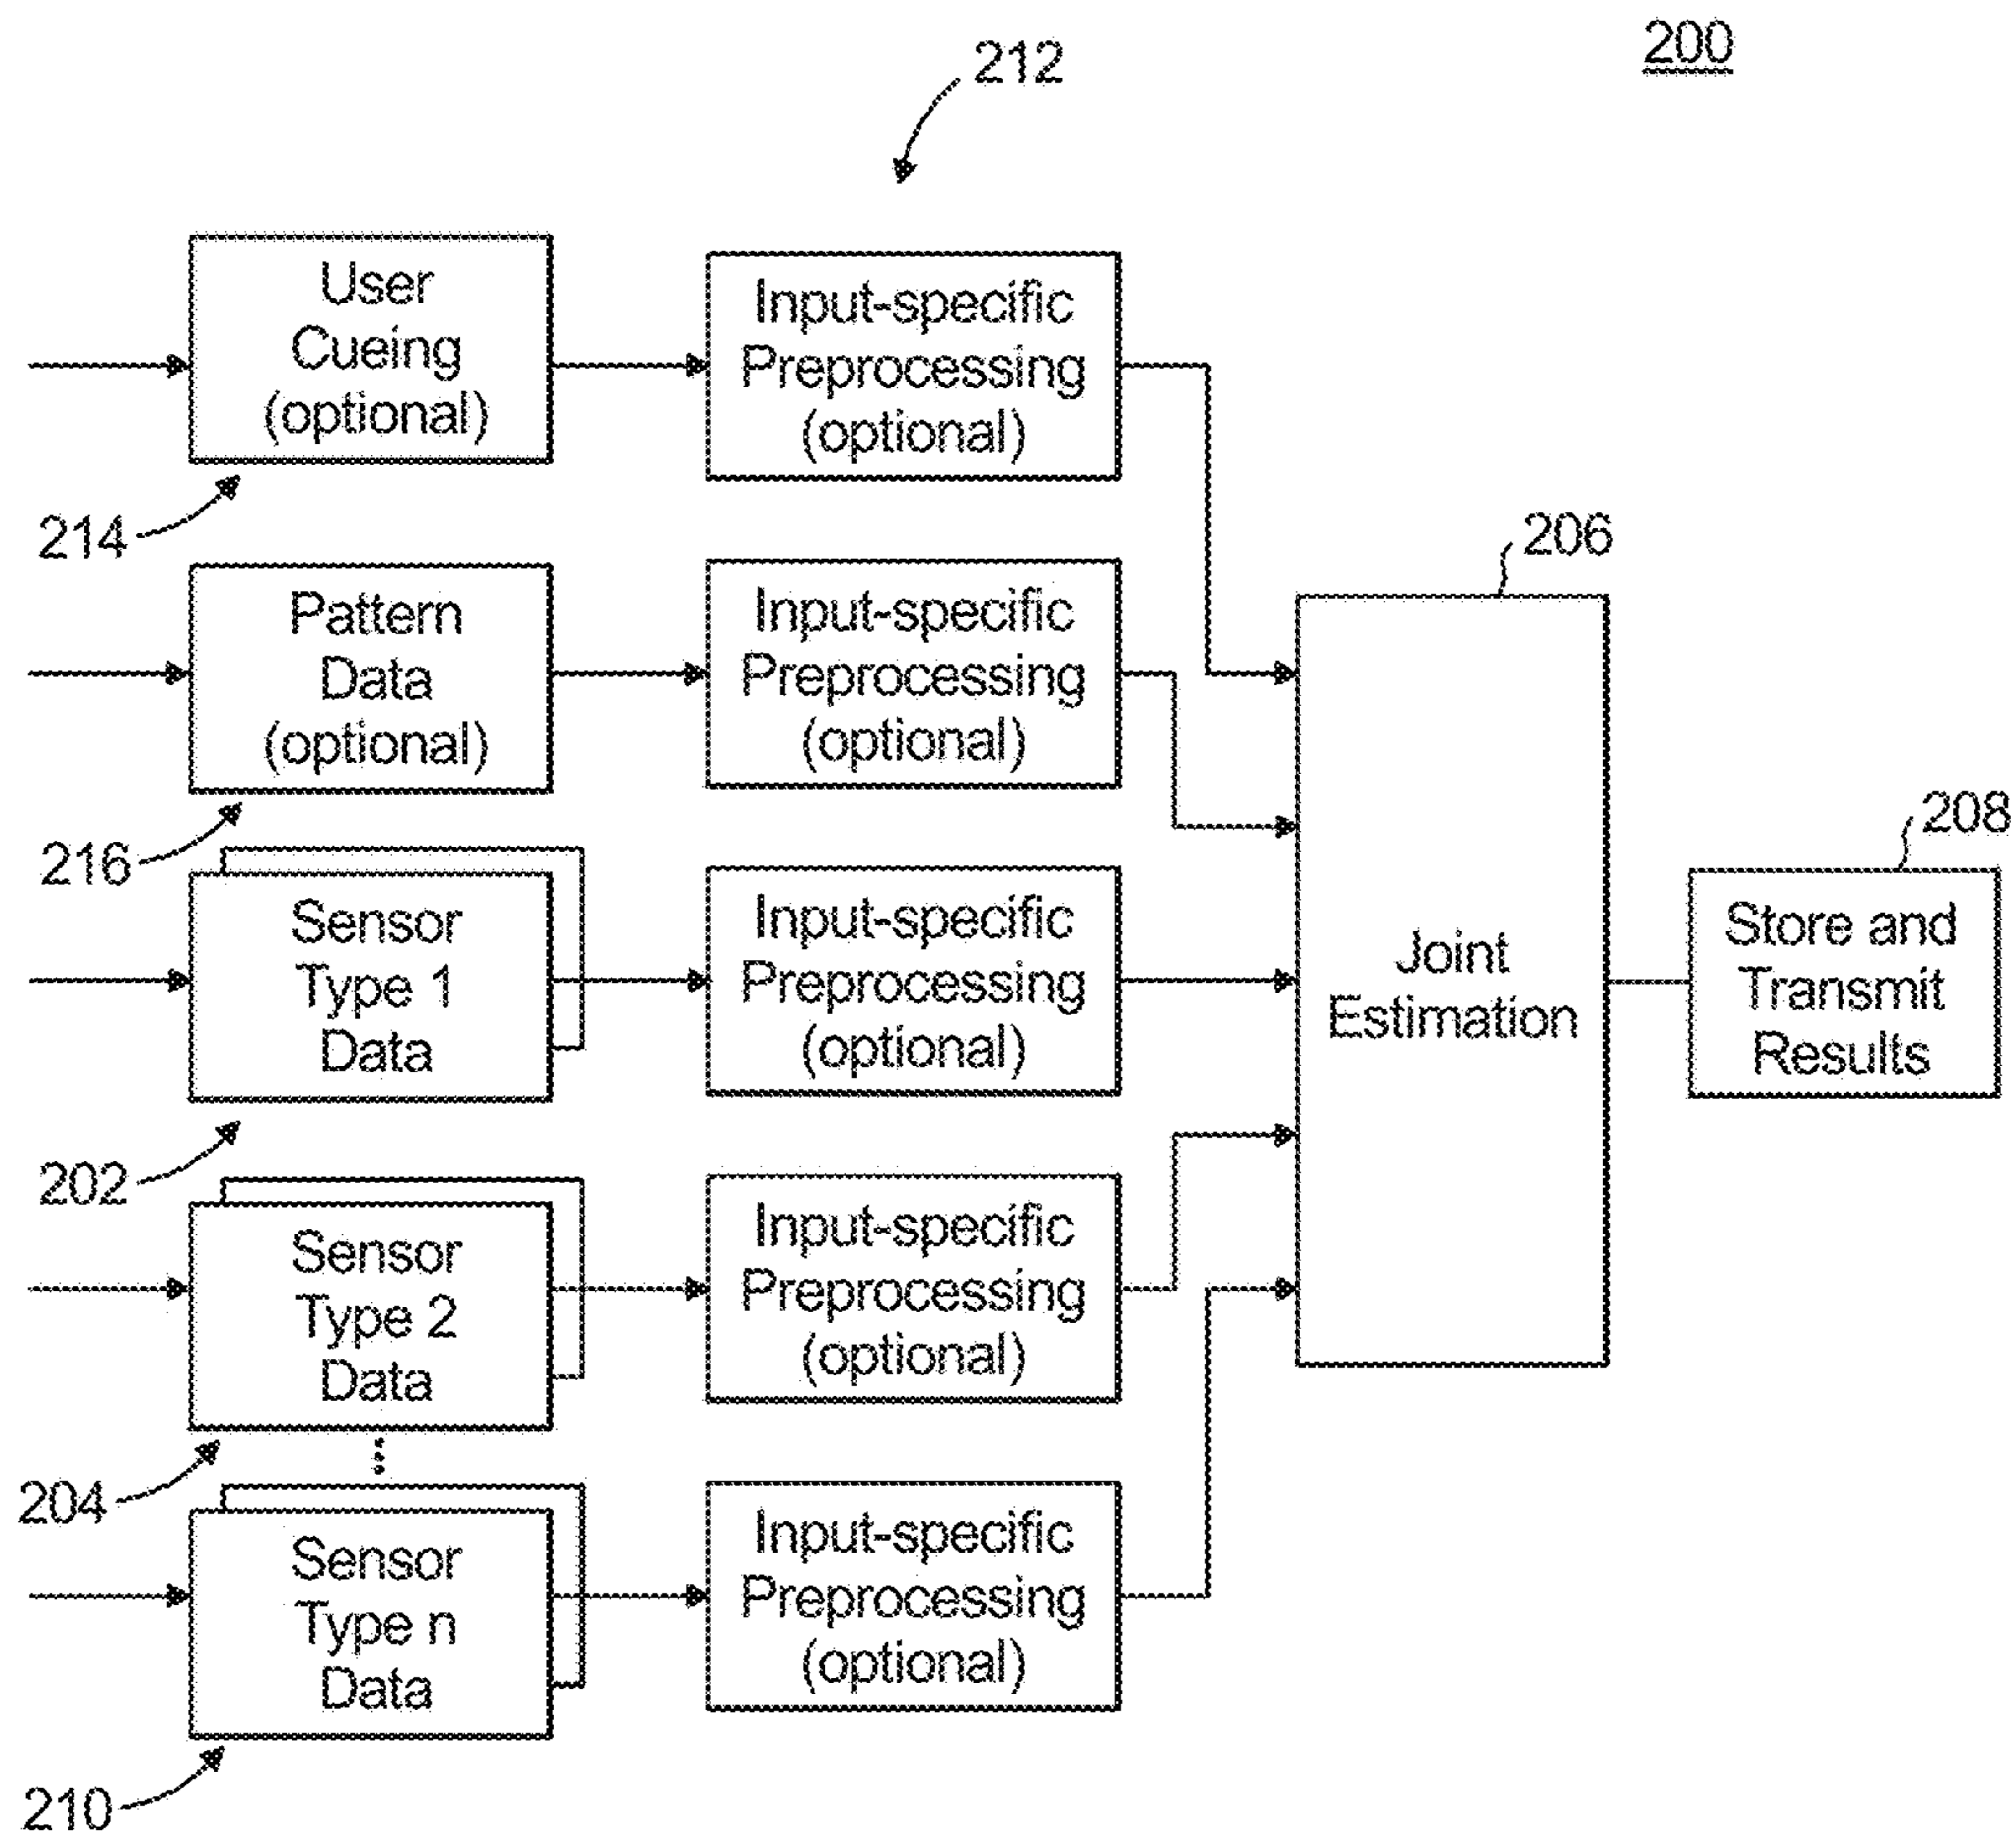 200
212
User
Cueing
(optional)
Input-specific
Preprocessing
(optional)
214
Pattern
Data
(optional)
Input-specific
Preprocessing
(optional)
206
216
Sensor
Type 1
Data
Input-specific
Preprocessing
(optional)
Joint
Estimation
208
Store and
Transmit
Results
202
Sensor
Type 2
Data
Input-specific
Preprocessing
(optional)
204
Sensor
Type n
Data
Input-specific
Preprocessing
(optional)
210